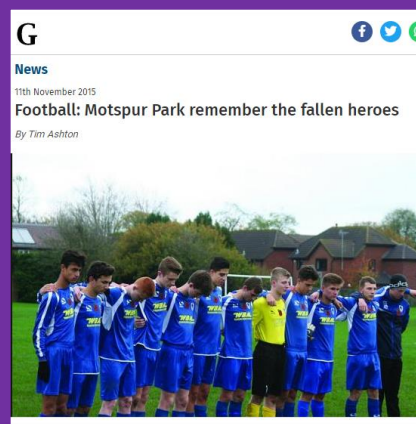 G
News
11th November 2015
Football: Motspur Park remember the fallen heroes
By Tim Ashton